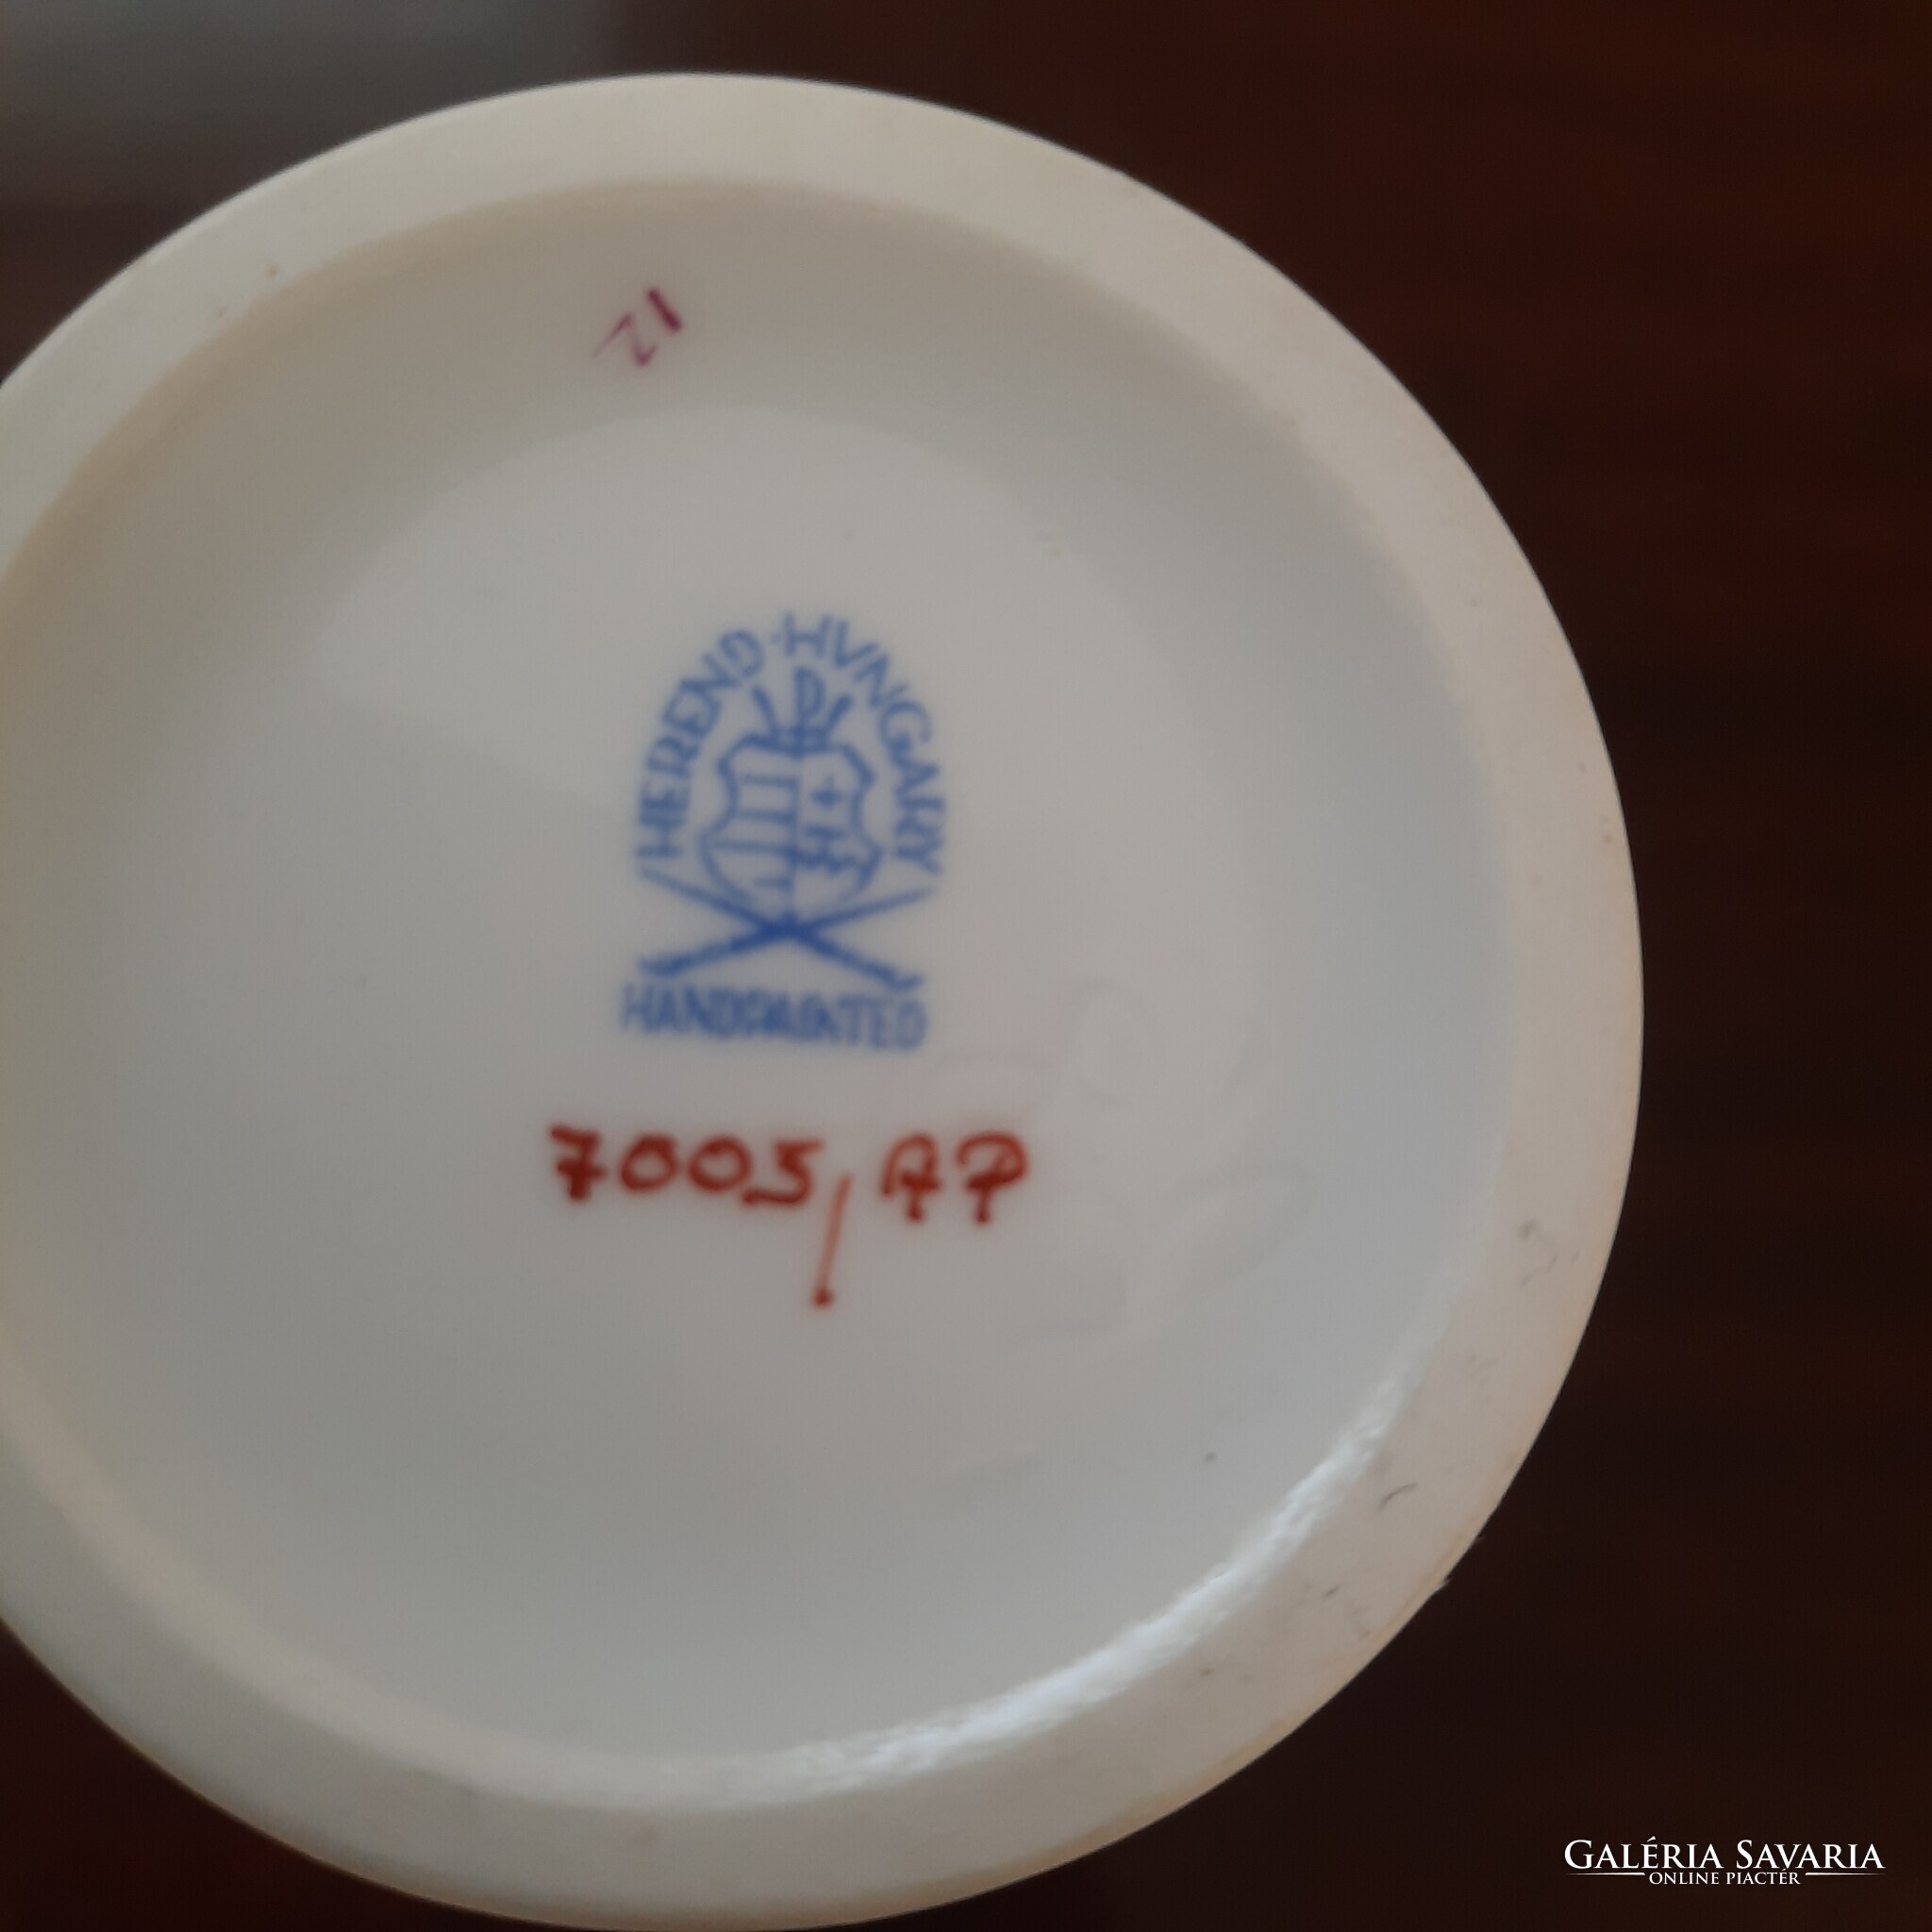 12
HEREND·HVNGARY
HANDPAINTED
7005/AP
GALÉRIA SAVARIA
ONLINE PIACTÉR